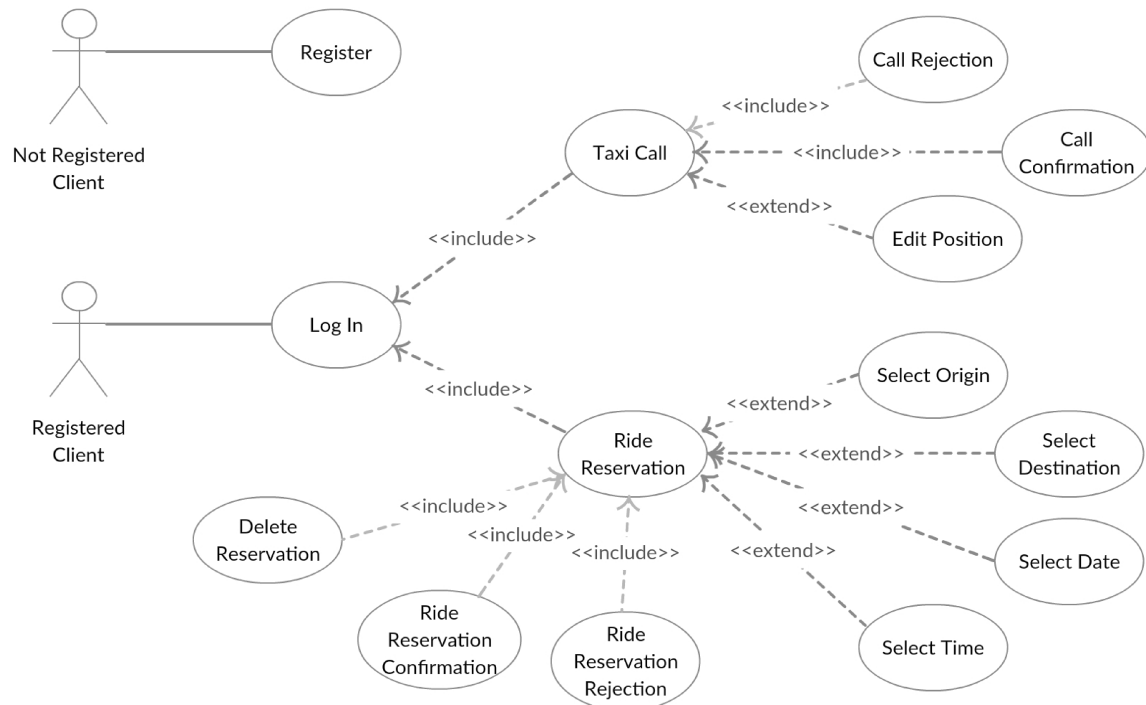 Register
Call Rejection
<<include>>
Not Registered
Client
Taxi Call
<<include>>
Call
Confirmation
<<extend>>
Edit Position
<<include>>
Log In
Registered
Client
<<include>>
Select Origin
<<extend>>
Ride
Reservation
<<extend>>
Select
Destination
<<include>>
<<extend>>
Delete
Reservation
<<include>>
<<include>>
<<extend>>
Select Date
Ride
Reservation
Confirmation
Ride
Reservation
Rejection
Select Time